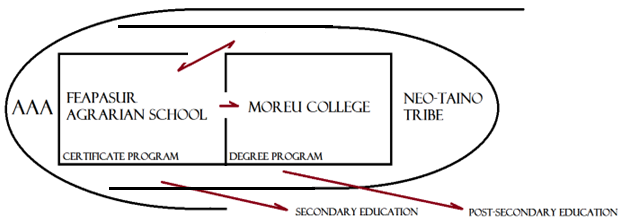 AAA
FEAPASUR
AGRARIAN SCHOOL
MOREU COLLEGE
NEO-TAINO
TRIBE
CERTIFICATE PROGRAM
DEGREE PROGRAM
SECONDARY EDUCATION
POST-SECONDARY EDUCATION